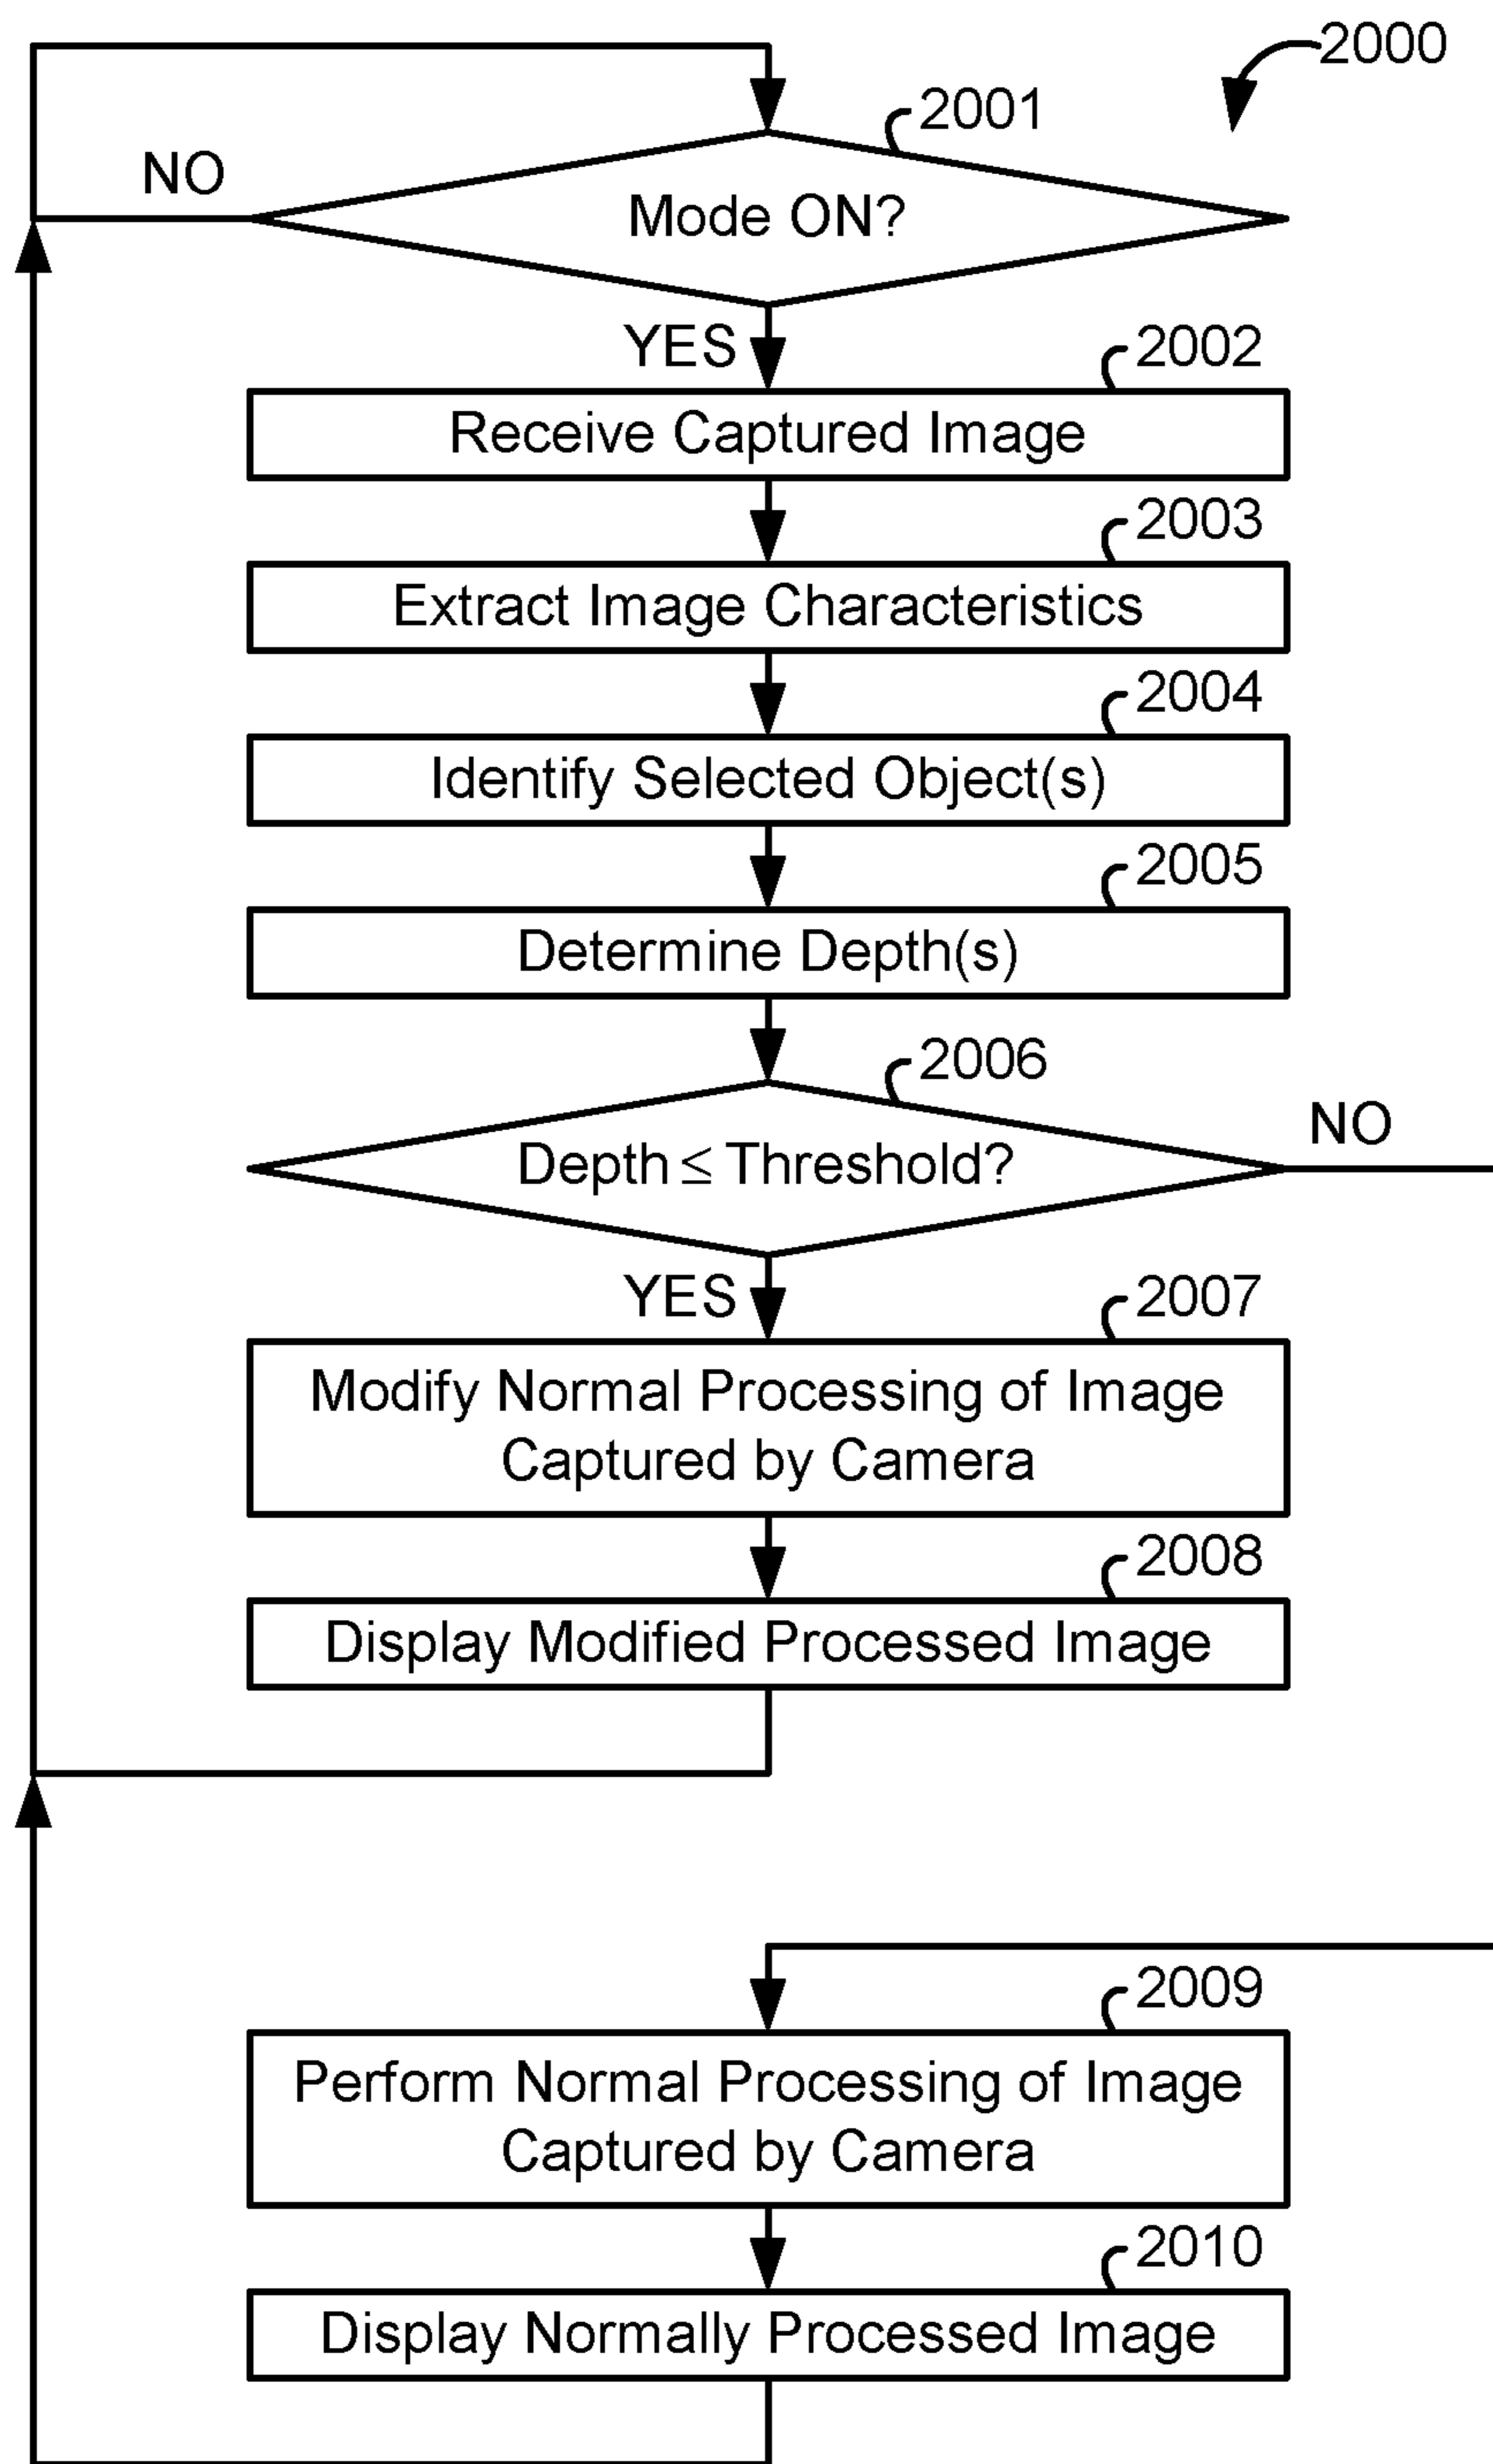 2000
2001
NO
Mode ON?
YES
2002
Receive Captured Image
2003
Extract Image Characteristics
2004
Identify Selected Object(s)
2005
Determine Depth(s)
2006
NO
Depth ≤ Threshold?
YES
2007
Modify Normal Processing of Image
Captured by Camera
2008
Display Modified Processed Image
2009
Perform Normal Processing of Image
Captured by Camera
2010
Display Normally Processed Image